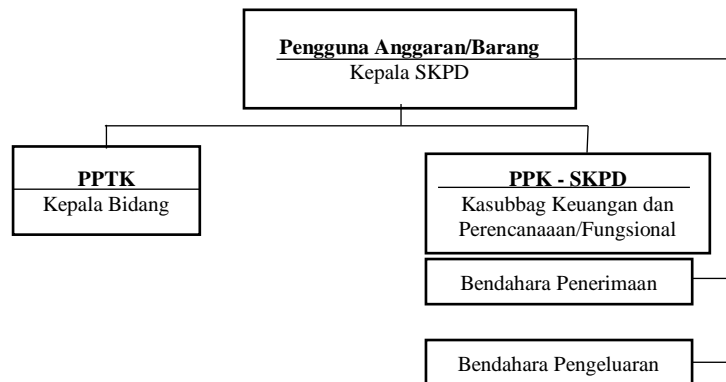 Pengguna Anggaran/Barang
Kepala SKPD
PPTK
Kepala Bidang
PPK - SKPD
Kasubbag Keuangan dan
Perencanaaan/Fungsional
Bendahara Penerimaan
Bendahara Pengeluaran